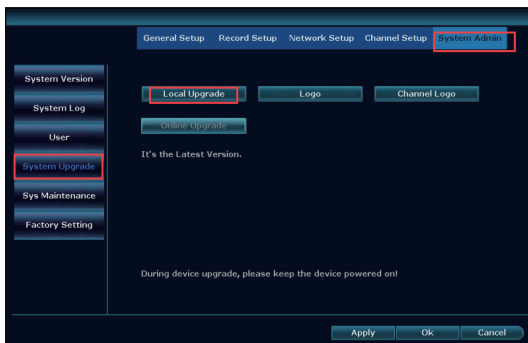 General Setup Record Setup Network Setup Channel Setup System Admin
System Version
System Log
User
System Upgrade
Sys Maintenance
Factory Setting
Local Upgrade Logo Channel Logo
Online Upgrade
It's the Latest Version.
During device upgrade, please keep the device powered on!
Apply Ok Cancel